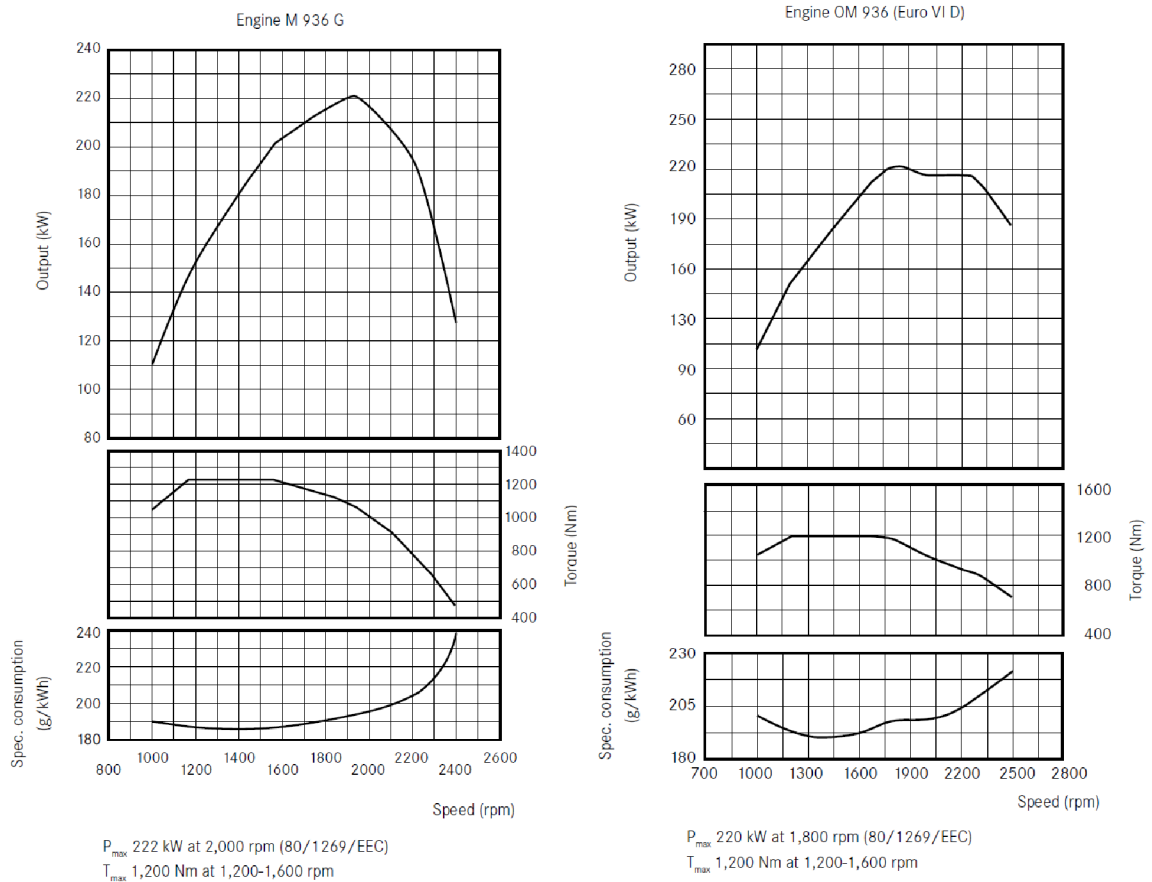 Engine M 936 G
240
220
200
180
160
140
120
100
80
Output (kW)
1400
1200
1000
800
600
400
Torque (Nm)
240
220
200
180
Spec. consumption
(g/kWh)
1000 1400 1800 2200 2600
800 1200 1600 2000 2400
Speed (rpm)
Pmax 222 kW at 2,000 rpm (80/1269/EEC)
Tmax 1,200 Nm at 1,200-1,600 rpm
Engine OM 936 (Euro VI D)
280
250
220
190
160
130
90
60
Output (kW)
1600
1200
800
400
Torque (Nm)
230
205
180
Spec. consumption
(g/kWh)
700 1000 1300 1600 1900 2200 2500 2800
Speed (rpm)
Pmax 220 kW at 1,800 rpm (80/1269/EEC)
Tmax 1,200 Nm at 1,200-1,600 rpm